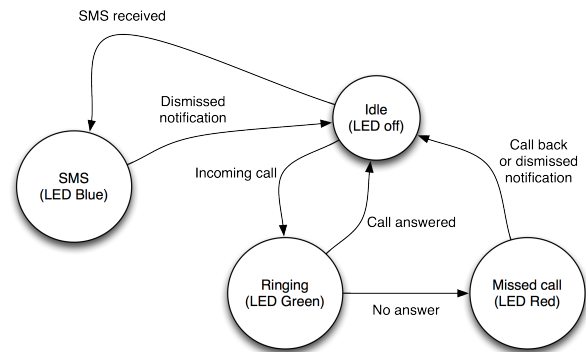 SMS received
Dismissed
notification
Idle
(LED off)
Call back
or dismissed
notification
SMS
(LED Blue)
Incoming call
Call answered
Ringing
(LED Green)
No answer
Missed call
(LED Red)